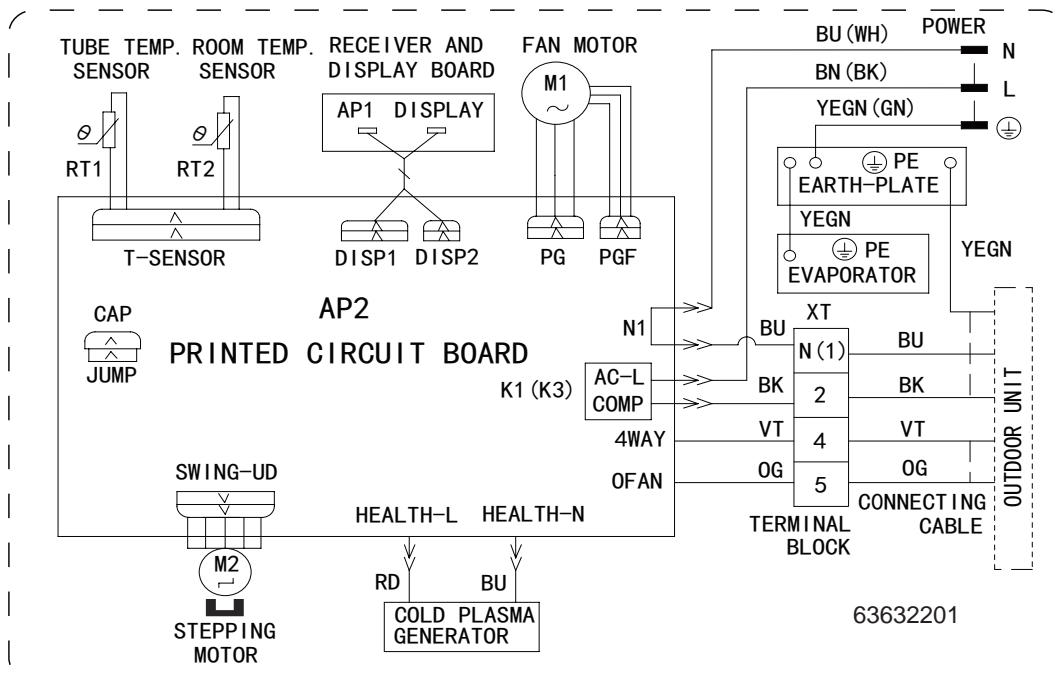 TUBE TEMP. SENSOR
ROOM TEMP. SENSOR
RECEIVER AND
DISPLAY BOARD
FAN MOTOR
BU(WH)
POWER
N
BN(BK)
L
YEGN(GN)
AP1 DISPLAY
M1
θ
RT1
θ
RT2
PE
EARTH-PLATE
YEGN
PE
EVAPORATOR
YEGN
T-SENSOR
DISP1
DISP2
PG
PGF
CAP
JUMP
AP2
PRINTED CIRCUIT BOARD
N1
BU
XT
N(1)
BU
K1(K3)
AC-L
COMP
BK
2
BK
4WAY
VT
4
VT
OFAN
OG
5
OG
OUTDOOR UNIT
TERMINAL
BLOCK
CONNECTING
CABLE
SWING-UD
M2
STEPPING
MOTOR
HEALTH-L
HEALTH-N
RD
BU
COLD PLASMA
GENERATOR
63632201